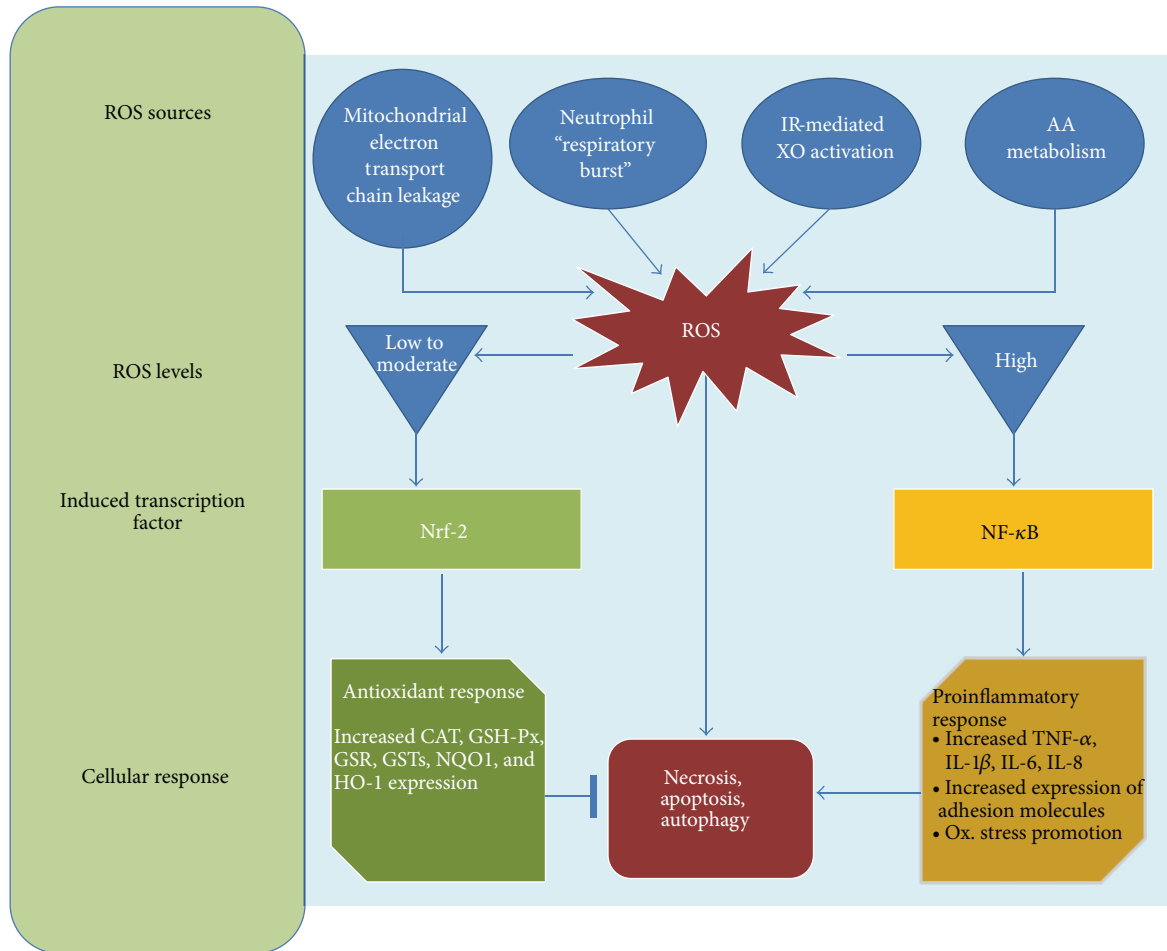 ROS sources
Mitochondrial
electron
transport
chain leakage
Neutrophil
“respiratory
burst”
IR-mediated
XO activation
AA
metabolism
ROS
ROS levels
Low to
moderate
High
Induced transcription
factor
Nrf-2
NF-κB
Cellular response
Antioxidant response
Increased CAT, GSH-Px,
GSR, GSTs, NQO1, and
HO-1 expression
Necrosis,
apoptosis,
autophagy
Proinflammatory
response
• Increased TNF-α,
IL-1β, IL-6, IL-8
• Increased expression of
adhesion molecules
• Ox. stress promotion